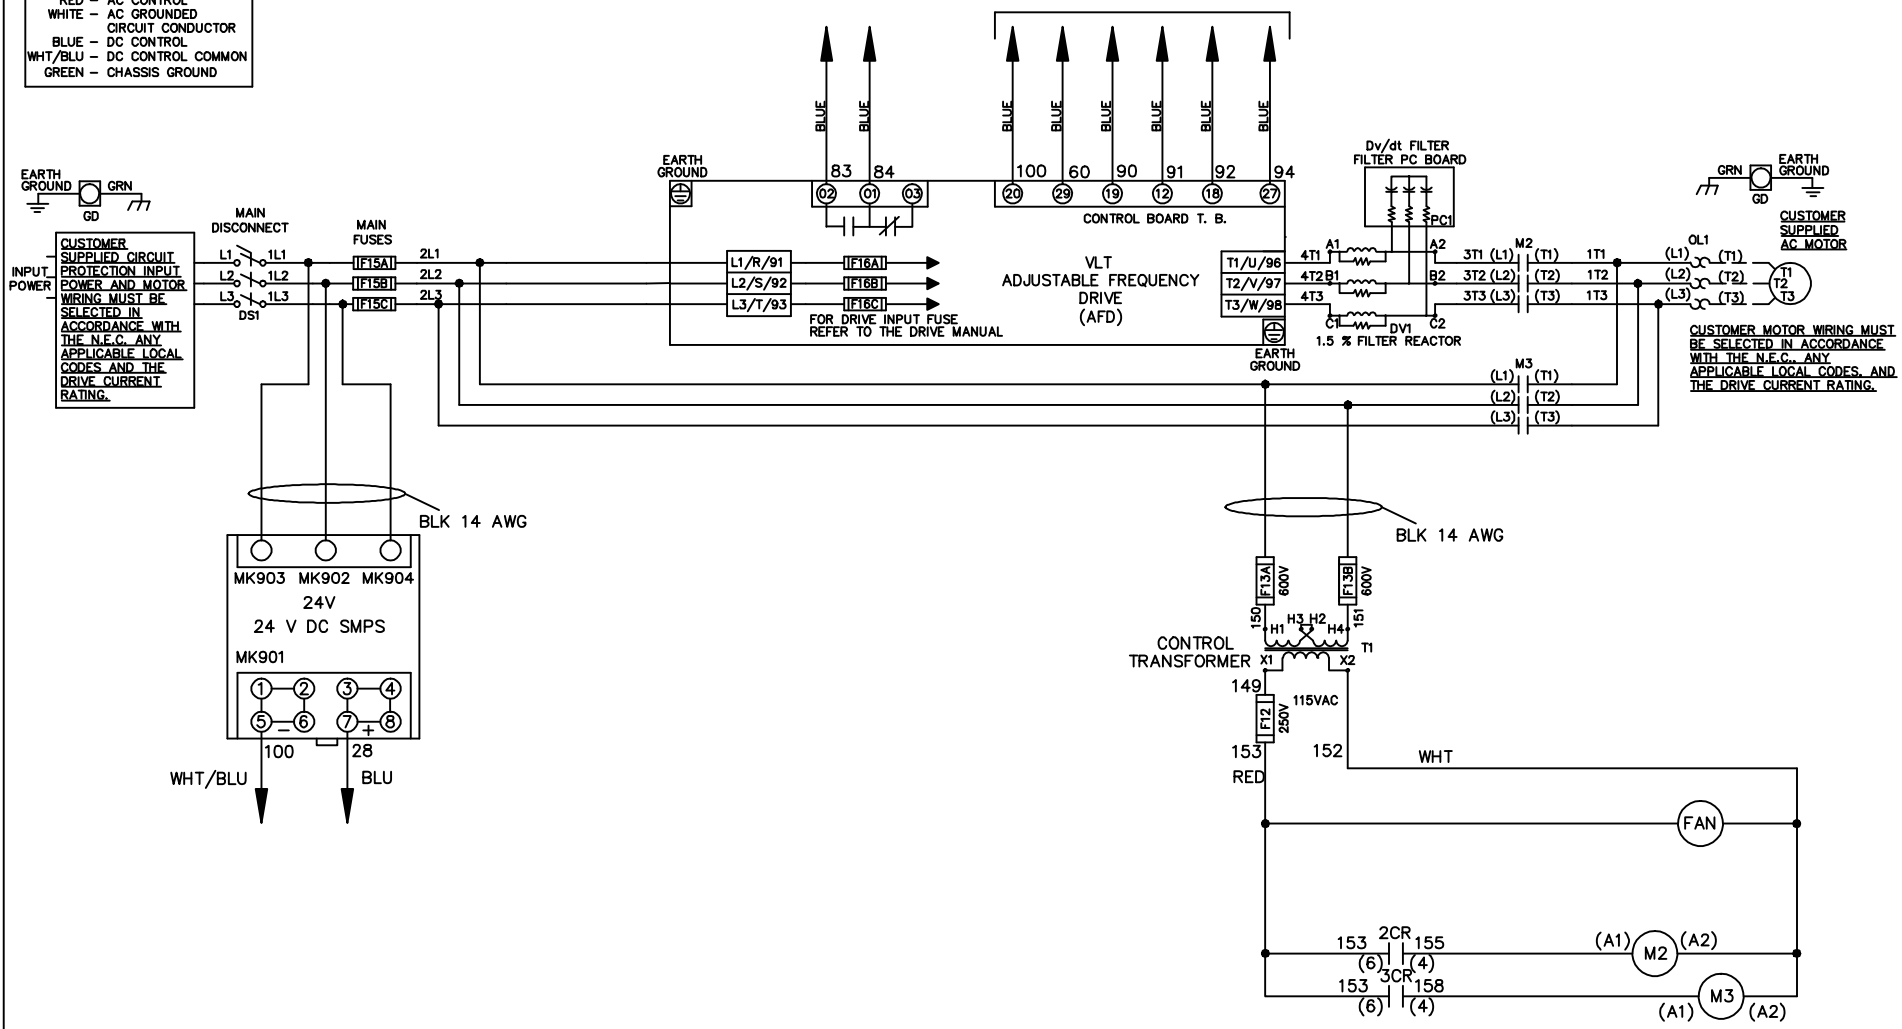 RED – AC CONTROL
WHITE – AC GROUNDED
CIRCUIT CONDUCTOR
BLUE – DC CONTROL
WHT/BLU – DC CONTROL COMMON
GREEN – CHASSIS GROUND
EARTH
GROUND
GRN
GD
INPUT
POWER
CUSTOMER
SUPPLIED CIRCUIT
PROTECTION INPUT
POWER AND MOTOR
WIRING MUST BE
SELECTED IN
ACCORDANCE WITH
THE N.E.C. ANY
APPLICABLE LOCAL
CODES AND THE
DRIVE CURRENT
RATING.
MAIN
DISCONNECT
L1 1L1
L2 1L2
L3 1L3
DS1
MAIN
FUSES
F15A
F15B
F15C
2L1
2L2
2L3
EARTH
GROUND
BLUE
BLUE
BLUE
BLUE
BLUE
BLUE
BLUE
BLUE
83 84
02 01 03
100 60 90 91 92 94
20 29 19 12 18 27
CONTROL BOARD T. B.
L1/R/91
L2/S/92
L3/T/93
F16A
F16B
F16C
FOR DRIVE INPUT FUSE
REFER TO THE DRIVE MANUAL
VLT
ADJUSTABLE FREQUENCY
DRIVE
(AFD)
T1/U/96
T2/V/97
T3/W/98
EARTH
GROUND
4T1
4T2
4T3
Dv/dt FILTER
FILTER PC BOARD
PC1
A1 A2
B1 B2
C1 C2
DV1
1.5 % FILTER REACTOR
M2
3T1 (L1) (T1) 1T1
3T2 (L2) (T2) 1T2
3T3 (L3) (T3) 1T3
OL1
(L1) (T1)
(L2) (T2)
(L3) (T3)
GRN
EARTH
GROUND
GD
CUSTOMER
SUPPLIED
AC MOTOR
T1
T2
T3
CUSTOMER MOTOR WIRING MUST
BE SELECTED IN ACCORDANCE
WITH THE N.E.C., ANY
APPLICABLE LOCAL CODES, AND
THE DRIVE CURRENT RATING.
M3
(L1) (T1)
(L2) (T2)
(L3) (T3)
BLK 14 AWG
MK903 MK902 MK904
24V
24 V DC SMPS
MK901
1 2 3 4
5 6 7 8
– +
100 28
WHT/BLU BLU
BLK 14 AWG
F13A
600V
F13B
600V
150
151
H1 H3 H2 H4
T1
CONTROL
TRANSFORMER
X1 X2
149
115VAC
F12
250V
153 152
RED
WHT
FAN
2CR
153 155
(6) (4)
(A1) M2 (A2)
3CR
153 158
(6) (4)
(A1) M3 (A2)